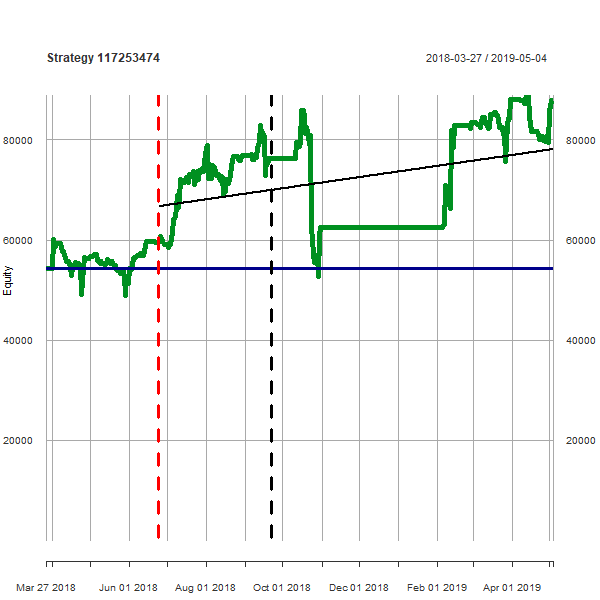 Strategy 117253474 2018-03-27 / 2019-05-04
80000 80000
60000 60000
Equity
40000 40000
20000 20000
Mar 27 2018 Jun 01 2018 Aug 01 2018 Oct 01 2018 Dec 01 2018 Feb 01 2019 Apr 01 2019